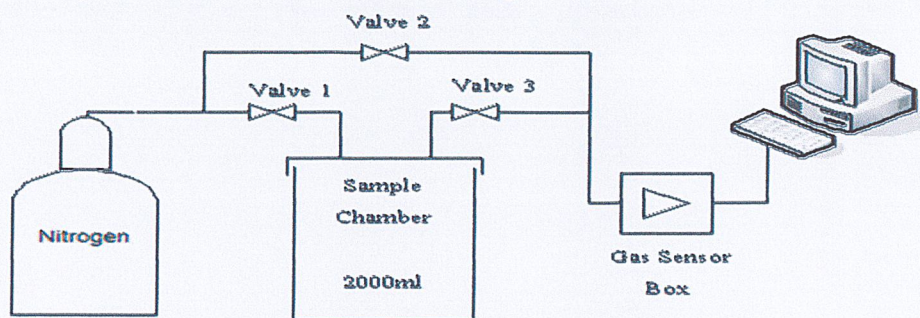 Valve 2
Valve 1
Valve 3
Sample
Chamber
2000ml
Nitrogen
Gas Sensor
Box